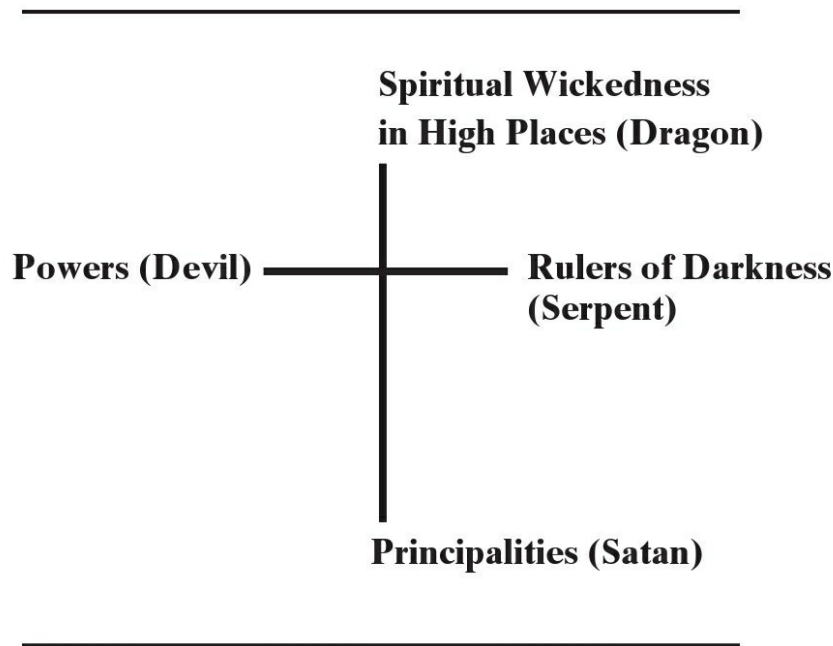 Spiritual Wickedness
in High Places (Dragon)
Powers (Devil)
Rulers of Darkness
(Serpent)
Principalities (Satan)